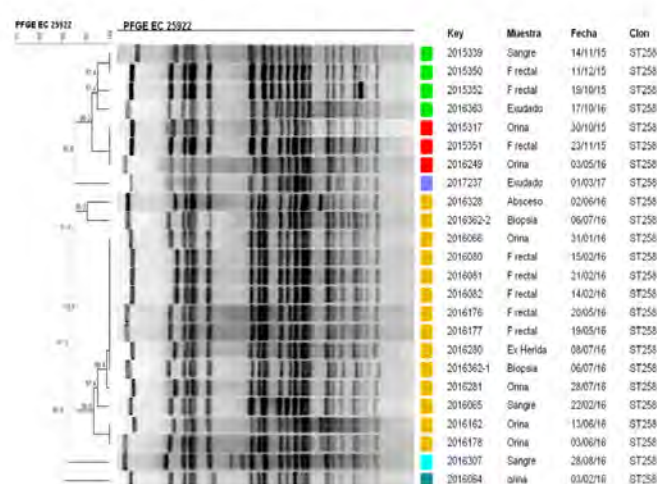 PFGE EC 25922 PFGE EC 25922
Key Muestra Fecha Clon
2015339 Sangre 14/11/15 ST258
2015350 F rectal 11/12/15 ST258
2015352 F rectal 19/10/15 ST258
2016363 Exudado 17/10/16 ST258
2015317 Orina 30/10/15 ST258
2015351 F rectal 23/11/15 ST258
2016249 Orina 03/05/16 ST258
2017237 Exudado 01/03/17 ST258
2016328 Absceso 02/06/16 ST258
2016362-2 Biopsia 06/07/16 ST258
2016066 Orina 31/01/16 ST258
2016080 F rectal 15/02/16 ST258
2016081 F rectal 21/02/16 ST258
2016082 F rectal 14/02/16 ST258
2016176 F rectal 20/05/16 ST258
2016177 F rectal 19/05/16 ST258
2016280 Ex Herida 08/07/16 ST258
2016362-1 Biopsia 06/07/16 ST258
2016281 Orina 28/07/16 ST258
2016065 Sangre 22/02/16 ST258
2016162 Orina 13/06/16 ST258
2016178 Orina 03/06/16 ST258
2016307 Sangre 28/08/16 ST258
2016064 orina 03/02/16 ST258